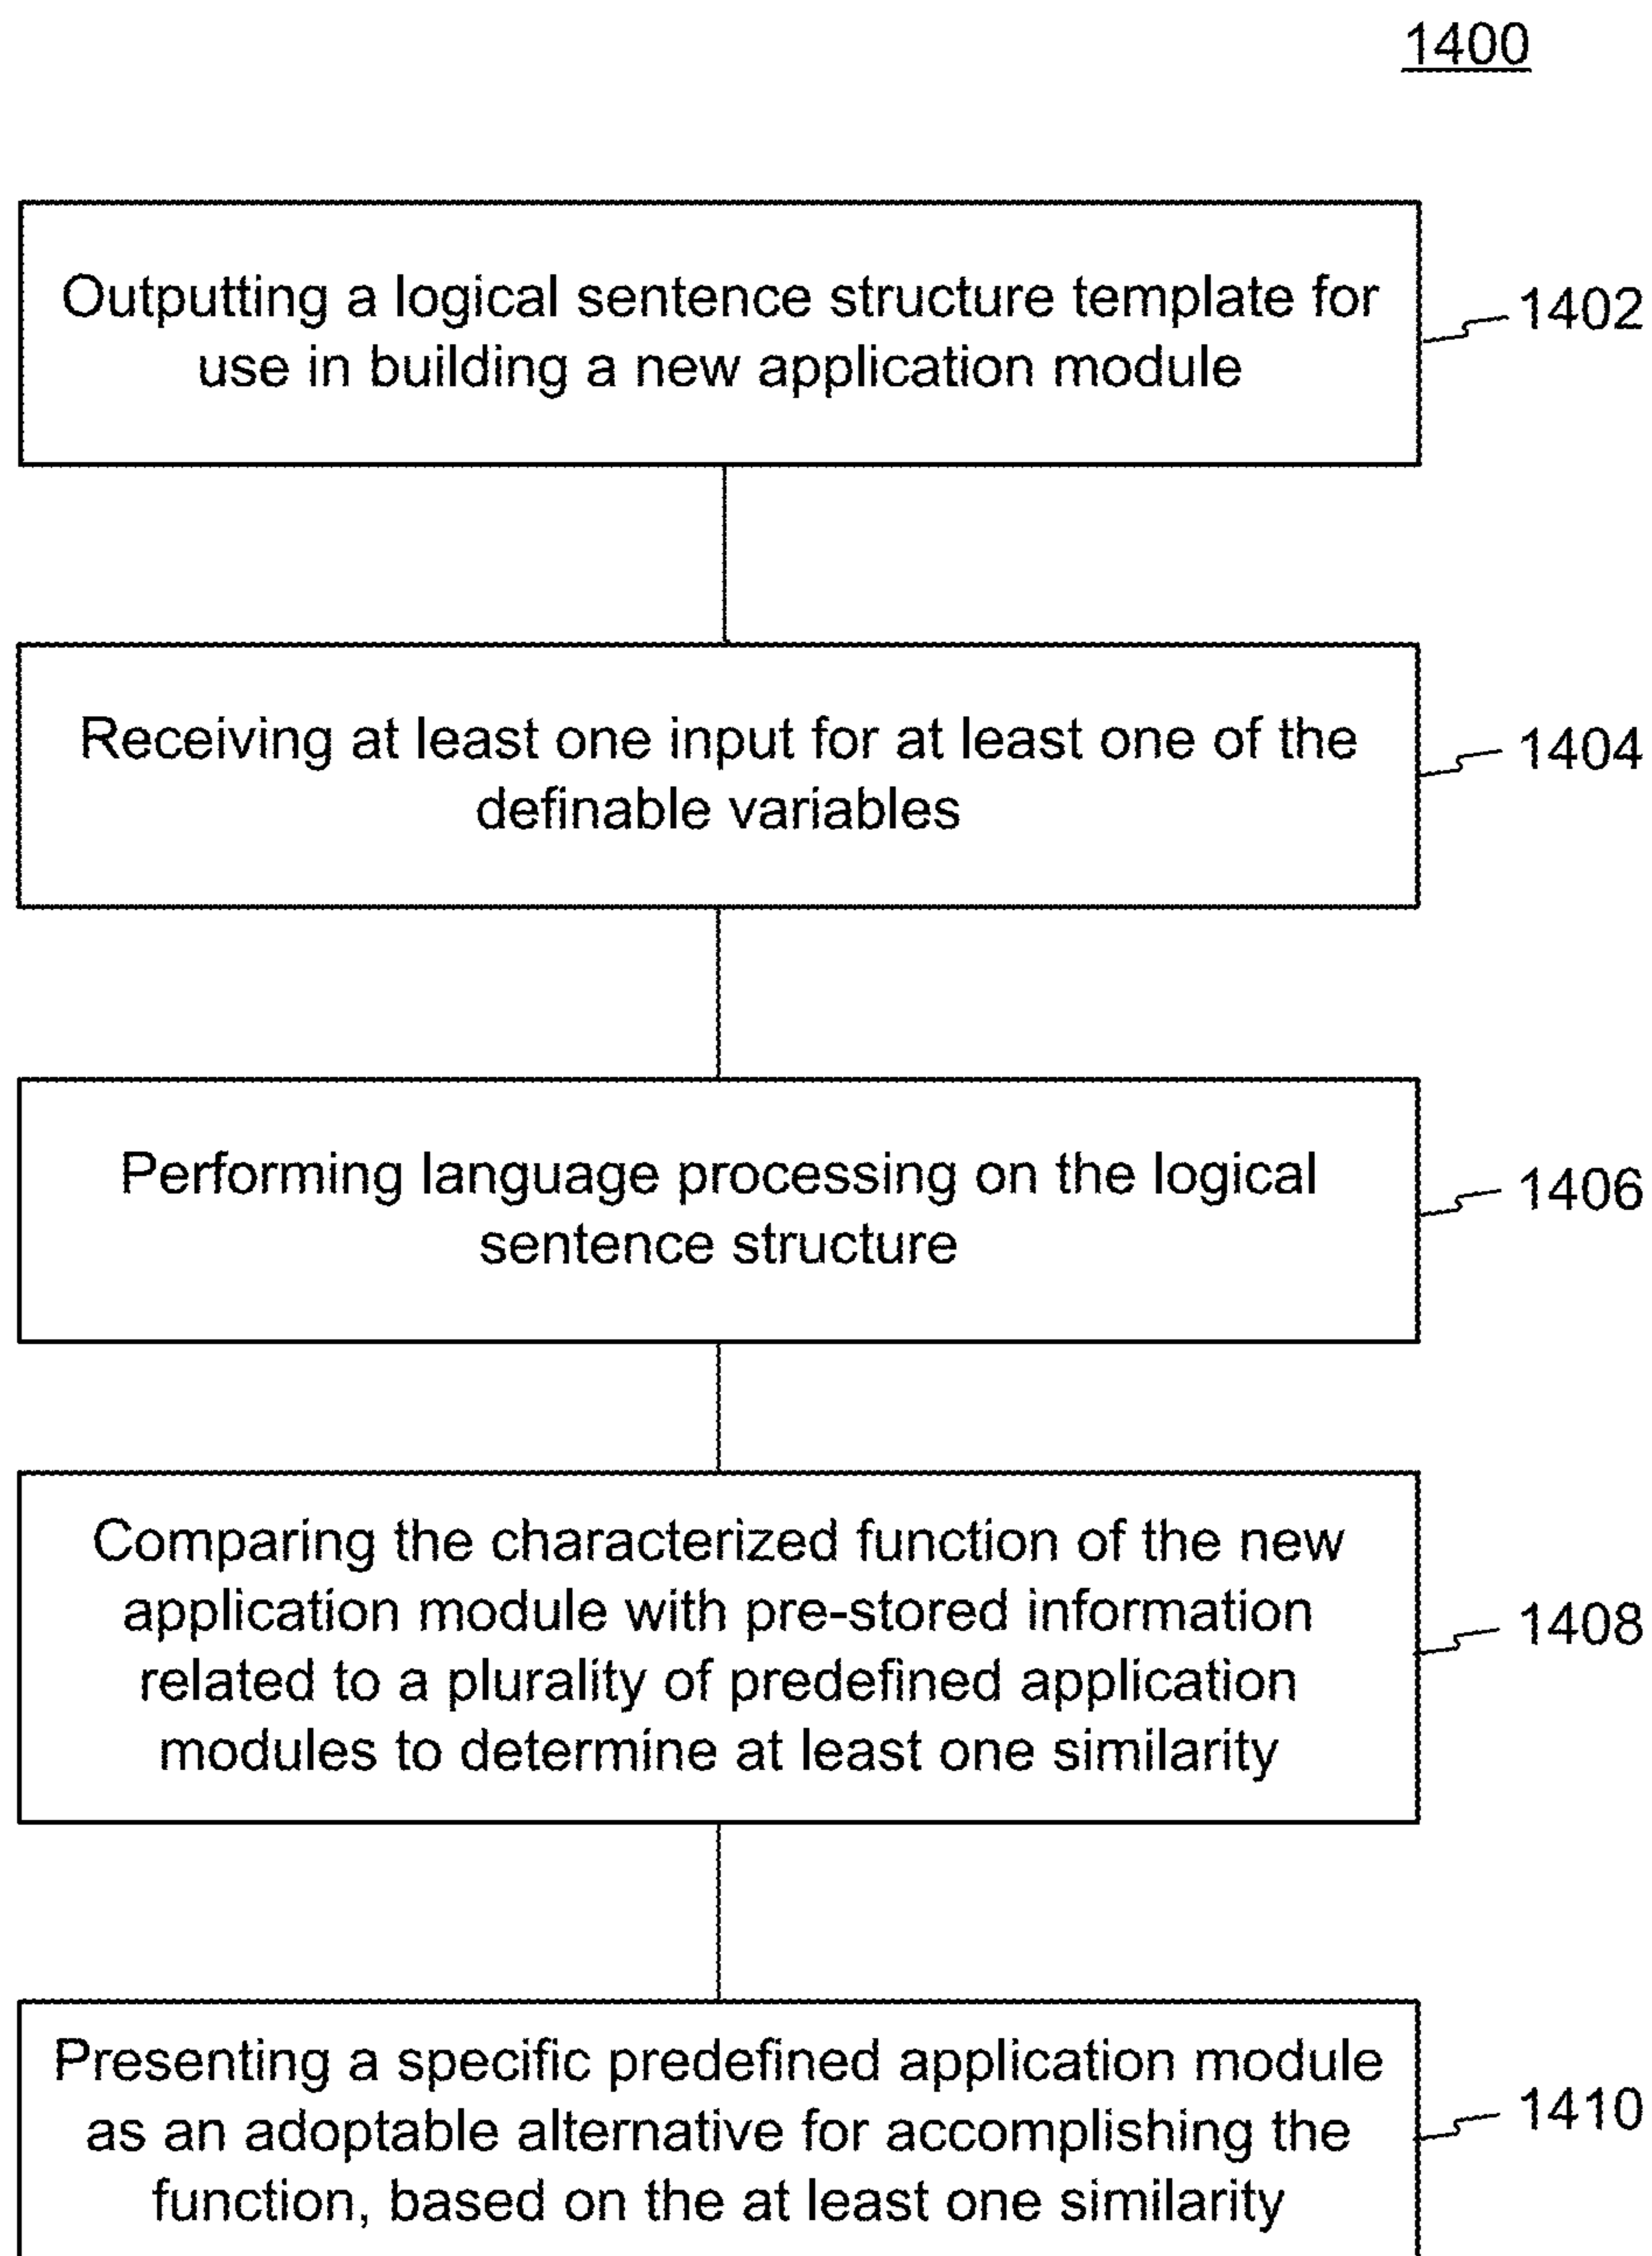 1400
Outputting a logical sentence structure template for
use in building a new application module
1402
Receiving at least one input for at least one of the
definable variables
1404
Performing language processing on the logical
sentence structure
1406
Comparing the characterized function of the new
application module with pre-stored information
related to a plurality of predefined application
modules to determine at least one similarity
1408
Presenting a specific predefined application module
as an adoptable alternative for accomplishing the
function, based on the at least one similarity
1410